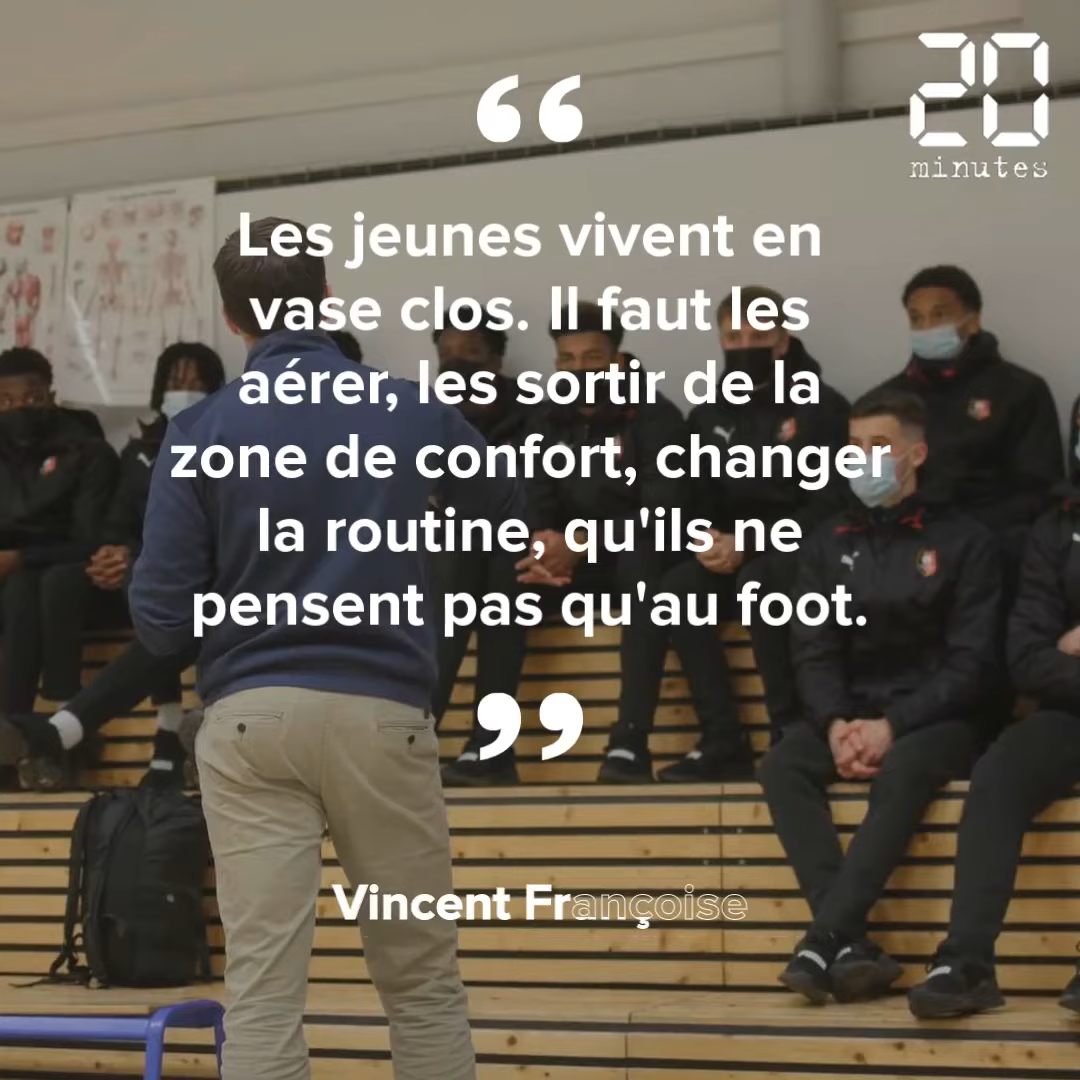 20
minutes
“
Les jeunes vivent en
vase clos. Il faut les
aérer, les sortir de la
zone de confort, changer
la routine, qu'ils ne
pensent pas qu'au foot.
”
Vincent Françoise